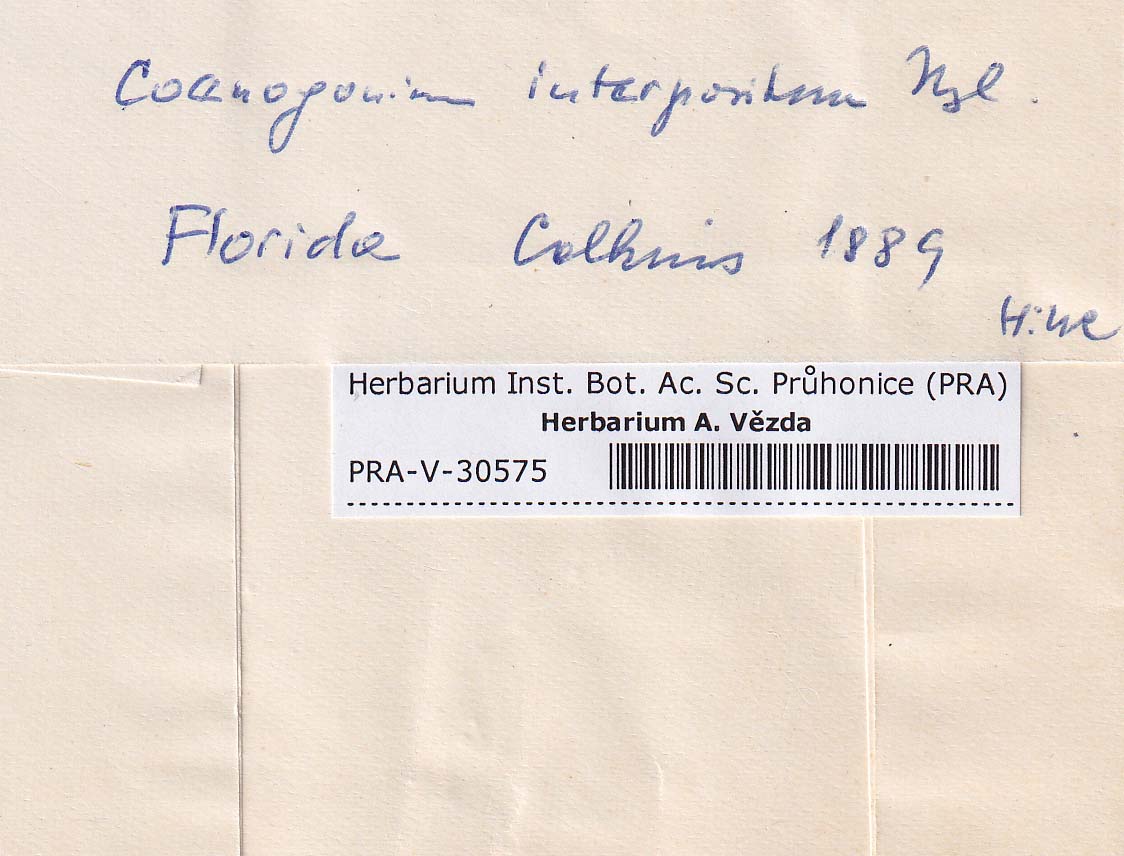 Coenogonium interpositum Nyl.
Florida Calkins 1889
Herbarium Inst. Bot. Ac. Sc. Průhonice (PRA)
Herbarium A. Vězda
PRA-V-30575